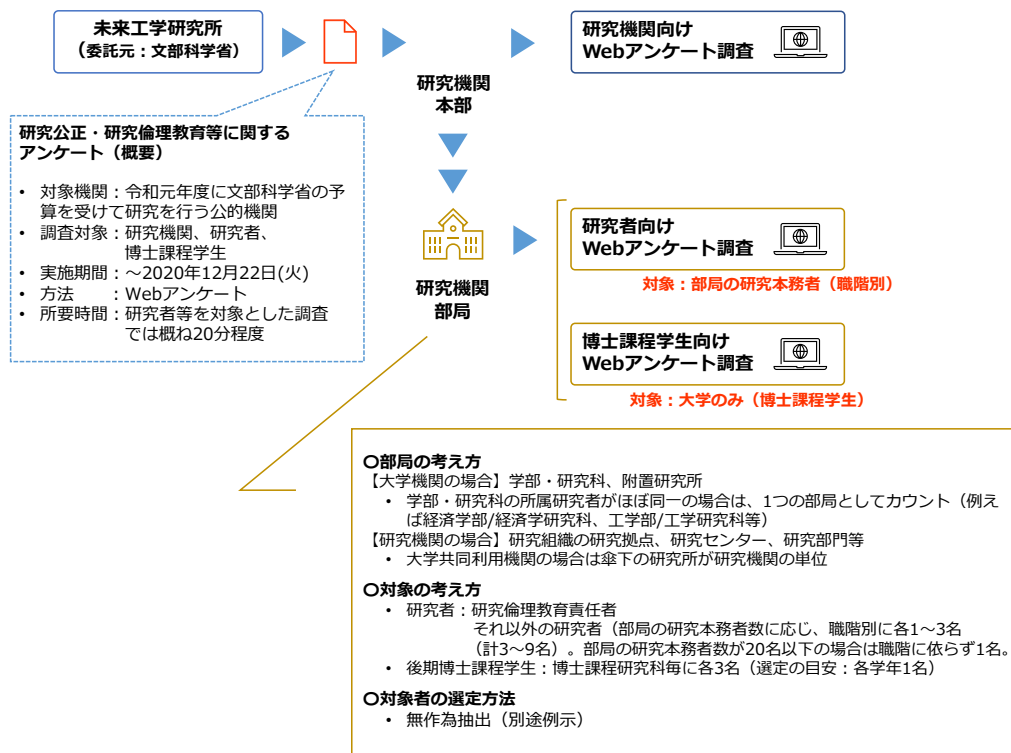 未来工学研究所
（委託元：文部科学省）
研究機関
本部
研究機関向け
Webアンケート調査
研究公正・研究倫理教育等に関する
アンケート（概要）
• 対象機関：令和元年度に文部科学省の予
算を受けて研究を行う公的機関
• 調査対象：研究機関、研究者、
博士課程学生
• 実施期間：～2020年12月22日(火)
• 方法　　：Webアンケート
• 所要時間：研究者等を対象とした調査
では概ね20分程度
研究機関
部局
研究者向け
Webアンケート調査
対象：部局の研究本務者（職階別）
博士課程学生向け
Webアンケート調査
対象：大学のみ（博士課程学生）
〇部局の考え方
【大学機関の場合】学部・研究科、附置研究所
• 学部・研究科の所属研究者がほぼ同一の場合は、1つの部局としてカウント（例え
ば経済学部/経済学研究科、工学部/工学研究科等）
【研究機関の場合】研究組織の研究拠点、研究センター、研究部門等
• 大学共同利用機関の場合は傘下の研究所が研究機関の単位
〇対象の考え方
• 研究者：研究倫理教育責任者
それ以外の研究者（部局の研究本務者数に応じ、職階別に各1～3名
（計3～9名）。部局の研究本務者数が20名以下の場合は職階に依らず1名。
• 後期博士課程学生：博士課程研究科毎に各3名（選定の目安：各学年1名）
〇対象者の選定方法
• 無作為抽出（別途例示）